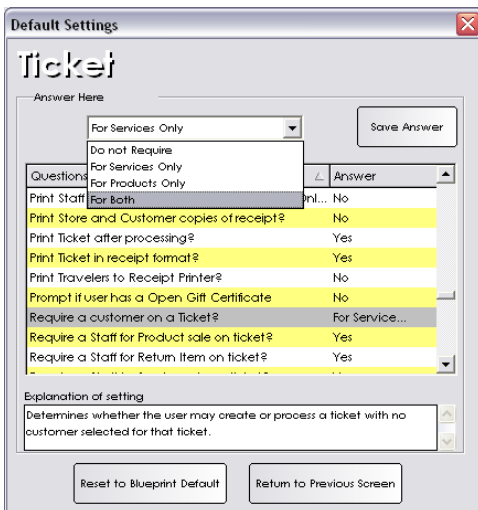 Default Settings
Ticket
Answer Here
For Services Only
Save Answer
Do not Require
For Services Only
For Products Only
For Both
Questions Answer
Print Staff Onl... No
Print Store and Customer copies of receipt? No
Print Ticket after processing? Yes
Print Ticket in receipt format? Yes
Print Travelers to Receipt Printer? No
Prompt if user has a Open Gift Certificate No
Require a customer on a Ticket? For Service...
Require a Staff for Product sale on ticket? Yes
Require a Staff for Return Item on ticket? Yes
Explanation of setting
Determines whether the user may create or process a ticket with no
customer selected for that ticket.
Reset to Blueprint Default Return to Previous Screen